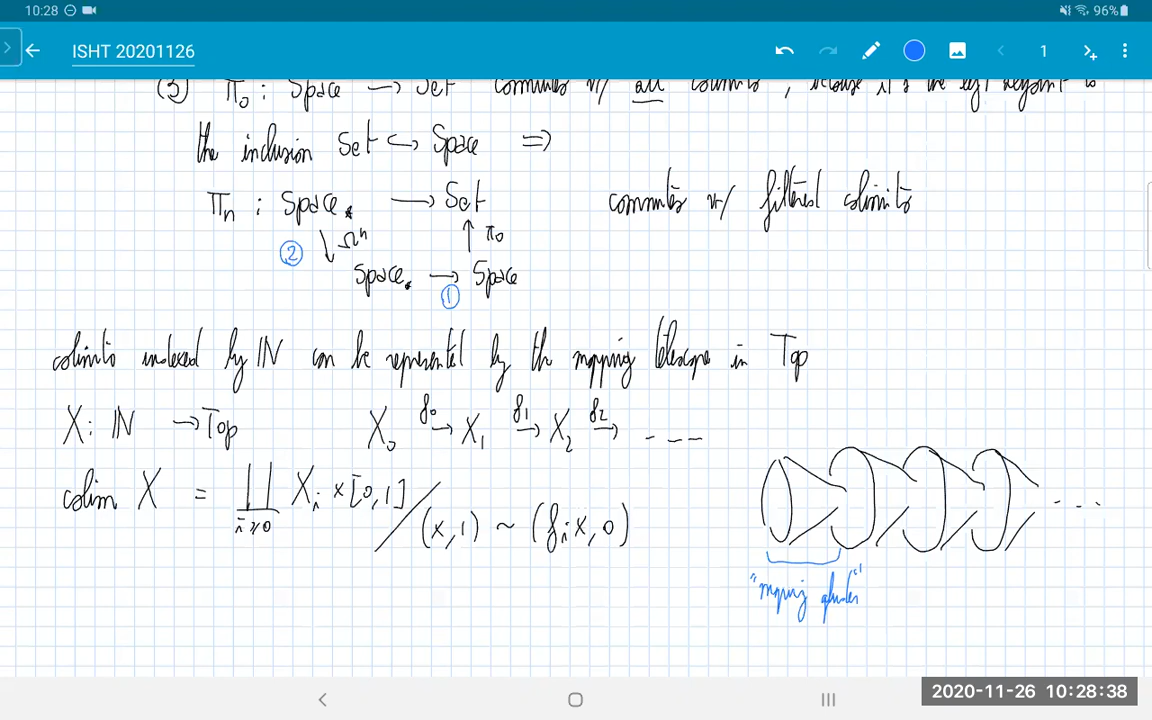 10:28
96%
ISHT 20201126
1
(3) π₀ : Space → Set commutes w/ all colimits, because it's the left adjoint to
the inclusion Set ↪ Space ⇒
πₙ : Space⁎ → Set commutes w/ filtered colimits
② ↓ Ωⁿ ↑ π₀
Space⁎ → Space
①
colimits indexed by ℕ can be represented by the mapping telescope in Top
X : ℕ → Top X₀ →^{f₀} X₁ →^{f₁} X₂ →^{f₂} ----
colim X = ∐_{i≥0} Xᵢ × [0,1] / (x,1) ~ (fᵢx,0) - - -
"mapping cylinder"
2020-11-26 10:28:38